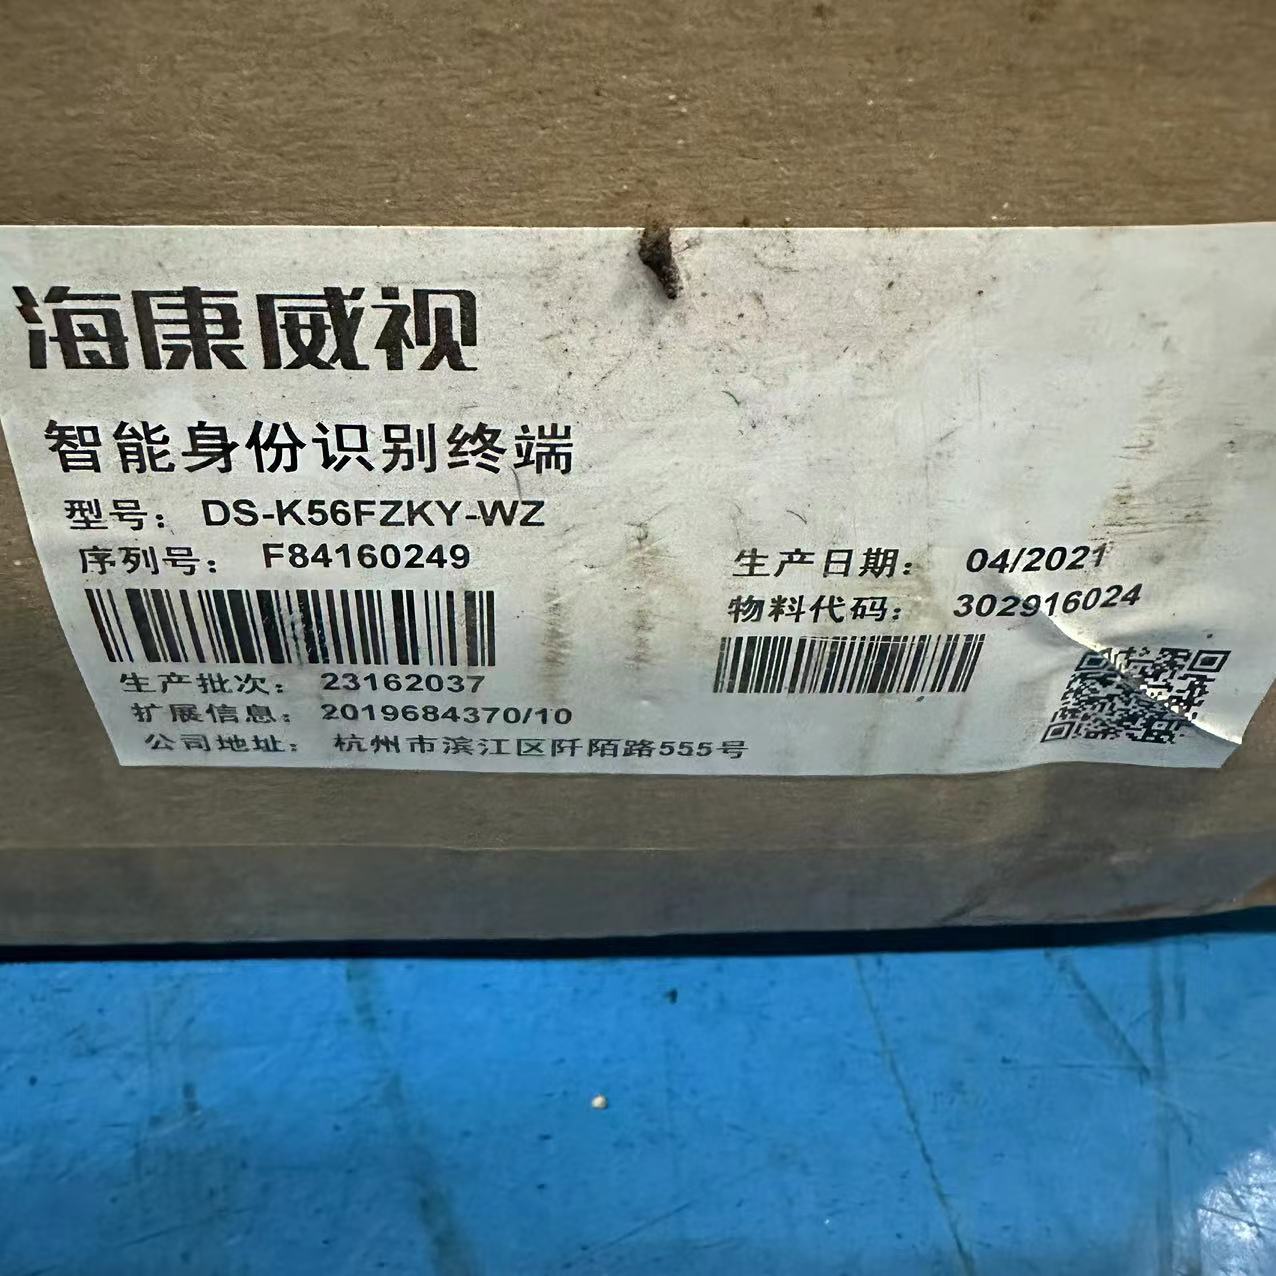 海康威视
智能身份识别终端
型号: DS-K56FZKY-WZ
序列号: F84160249
生产日期: 04/2021
物料代码: 302916024
生产批次: 23162037
扩展信息: 2019684370/10
公司地址: 杭州市滨江区阡陌路555号